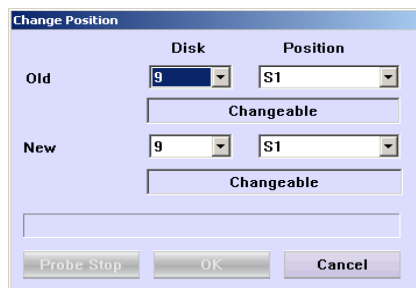 Change Position
Disk Position
Old 9 S1
Changeable
New 9 S1
Changeable
Probe Stop OK Cancel